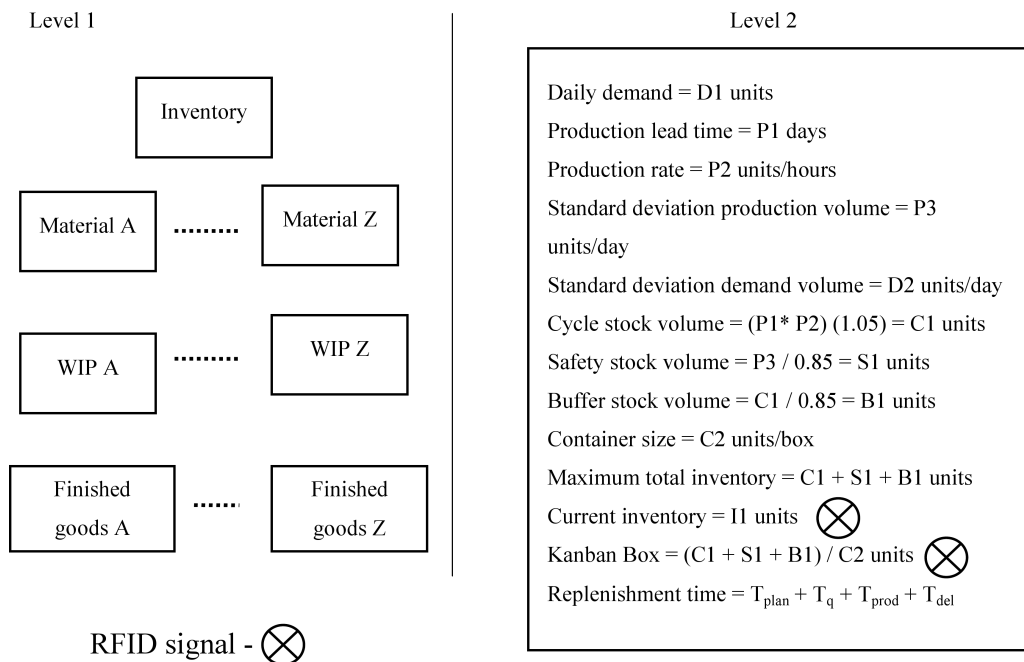 Level 1
Inventory
Material A
.........
Material Z
WIP A
.........
WIP Z
Finished
goods A
......
Finished
goods Z
RFID signal -
Level 2
Daily demand = D1 units
Production lead time = P1 days
Production rate = P2 units/hours
Standard deviation production volume = P3
units/day
Standard deviation demand volume = D2 units/day
Cycle stock volume = (P1* P2) (1.05) = C1 units
Safety stock volume = P3 / 0.85 = S1 units
Buffer stock volume = C1 / 0.85 = B1 units
Container size = C2 units/box
Maximum total inventory = C1 + S1 + B1 units
Current inventory = I1 units
Kanban Box = (C1 + S1 + B1) / C2 units
Replenishment time = T_plan + T_q + T_prod + T_del